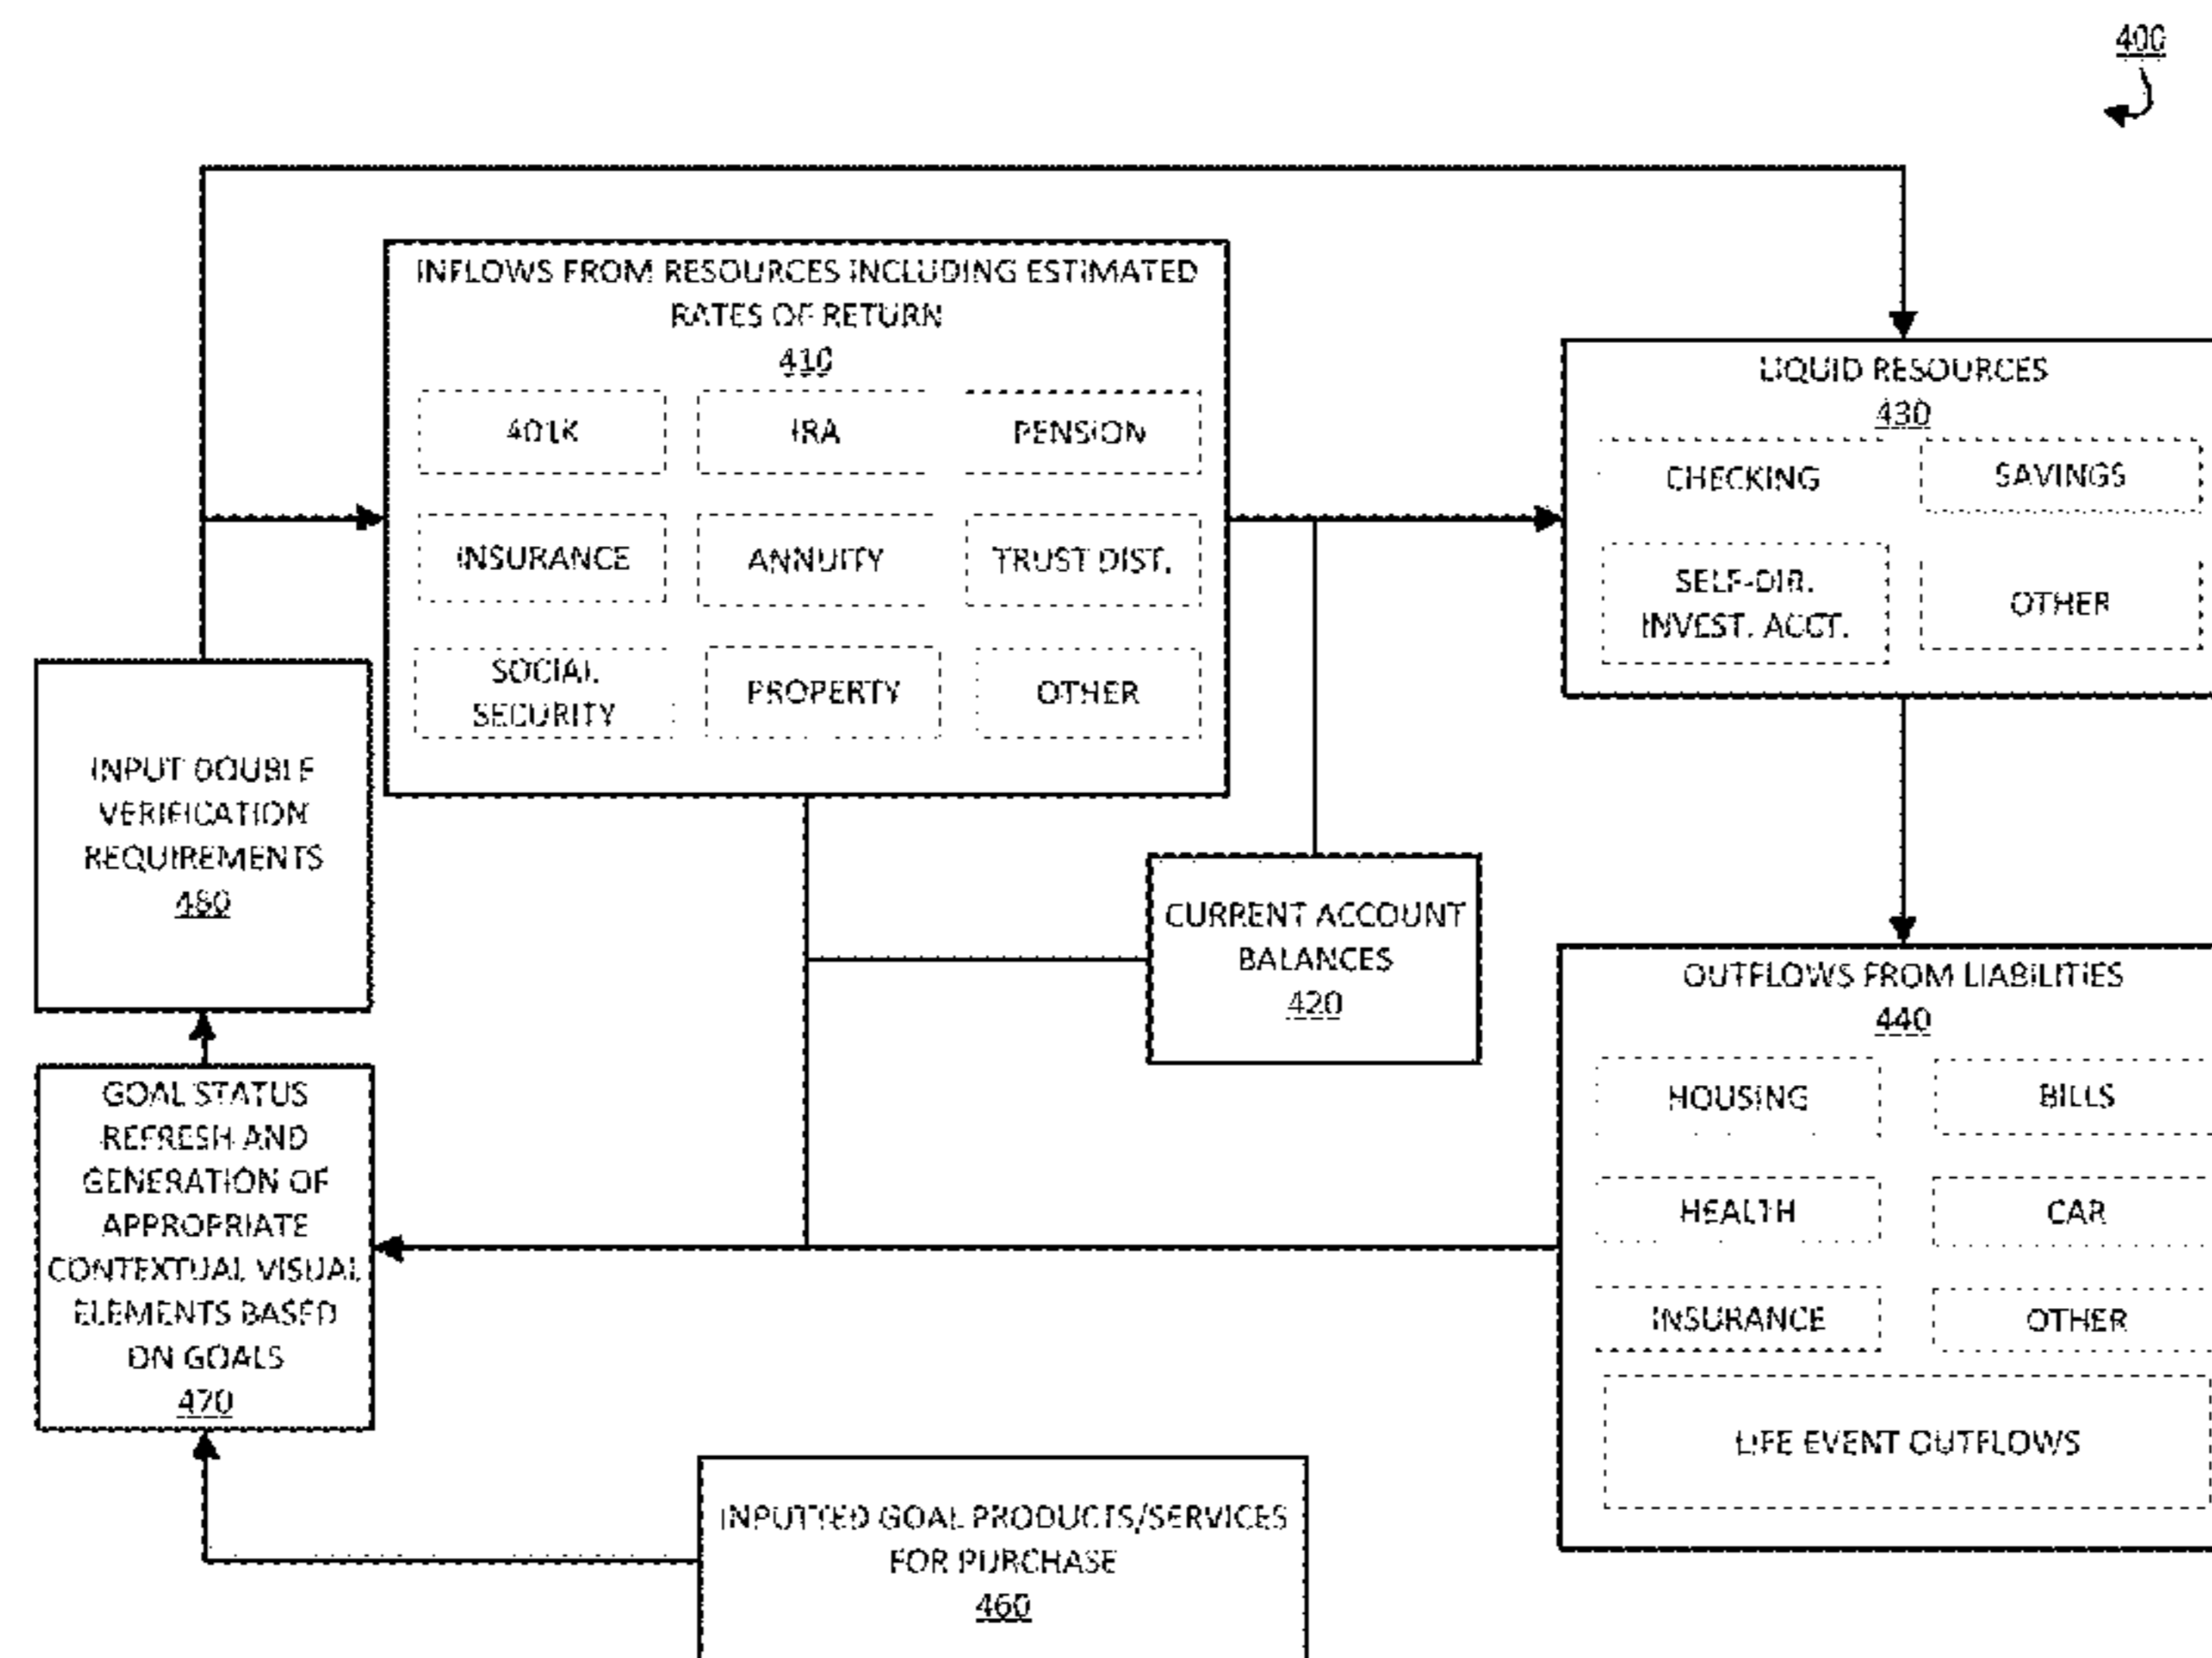 400
INFLOWS FROM RESOURCES INCLUDING ESTIMATED
RATES OF RETURN
410
401K
IRA
PENSION
INSURANCE
ANNUITY
TRUST DIST.
SOCIAL
SECURITY
PROPERTY
OTHER
LIQUID RESOURCES
430
CHECKING
SAVINGS
SELF-DIR.
INVEST. ACCT.
OTHER
INPUT DOUBLE
VERIFICATION
REQUIREMENTS
480
CURRENT ACCOUNT
BALANCES
420
OUTFLOWS FROM LIABILITIES
440
HOUSING
BILLS
HEALTH
CAR
INSURANCE
OTHER
LIFE EVENT OUTFLOWS
GOAL STATUS
REFRESH AND
GENERATION OF
APPROPRIATE
CONTEXTUAL VISUAL
ELEMENTS BASED
ON GOALS
470
INPUTTED GOAL PRODUCTS/SERVICES
FOR PURCHASE
460